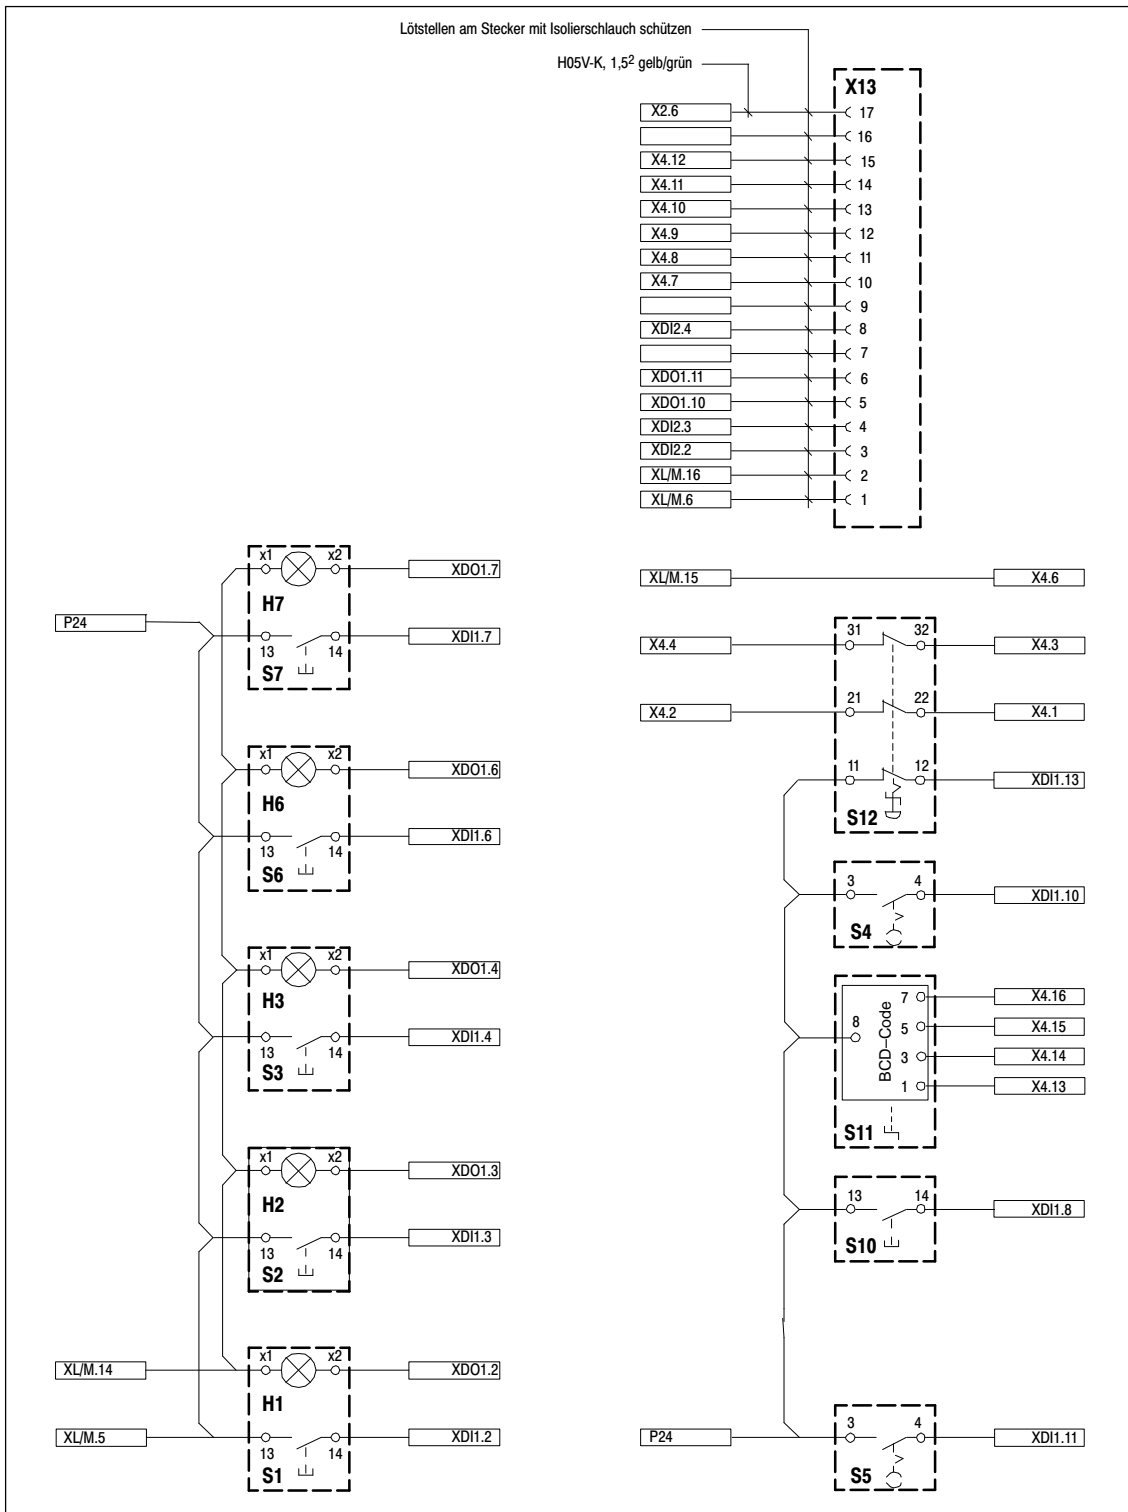 Lötstellen am Stecker mit Isolierschlauch schützen
H05V-K, 1,5² gelb/grün
X13
X2.6 17
16
X4.12 15
X4.11 14
X4.10 13
X4.9 12
X4.8 11
X4.7 10
9
XDI2.4 8
7
XDO1.11 6
XDO1.10 5
XDI2.3 4
XDI2.2 3
XL/M.16 2
XL/M.6 1
x1 x2 XDO1.7
H7
P24
13 14 XDI1.7
S7
x1 x2 XDO1.6
H6
13 14 XDI1.6
S6
x1 x2 XDO1.4
H3
13 14 XDI1.4
S3
x1 x2 XDO1.3
H2
13 14 XDI1.3
S2
XL/M.14 x1 x2 XDO1.2
H1
XL/M.5 13 14 XDI1.2
S1
XL/M.15 X4.6
X4.4 31 32 X4.3
X4.2 21 22 X4.1
11 12 XDI1.13
S12
3 4 XDI1.10
S4
8 BCD-Code
7 X4.16
5 X4.15
3 X4.14
1 X4.13
S11
13 14 XDI1.8
S10
P24 3 4 XDI1.11
S5